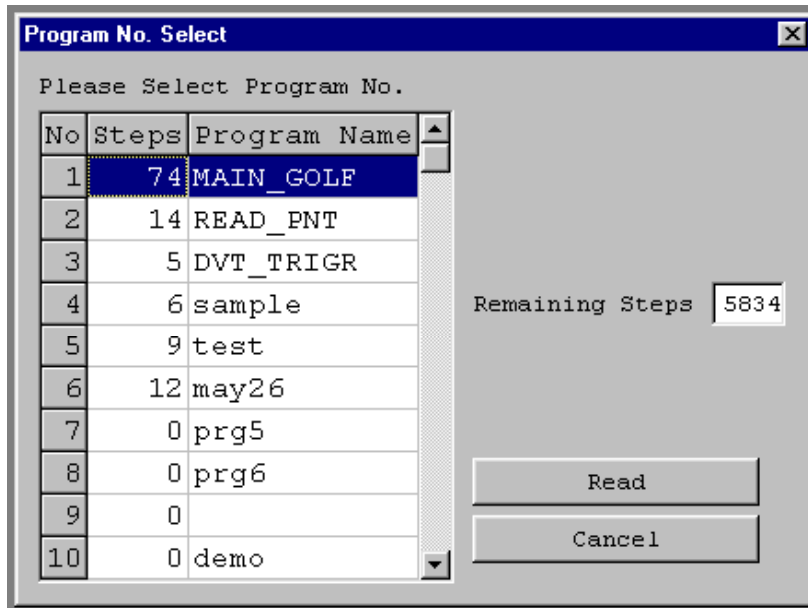 Program No. Select
Please Select Program No.
No Steps Program Name
1 74 MAIN_GOLF
2 14 READ_PNT
3 5 DVT_TRIGR
4 6 sample
Remaining Steps 5834
5 9 test
6 12 may26
7 0 prg5
8 0 prg6
Read
9 0
Cancel
10 0 demo